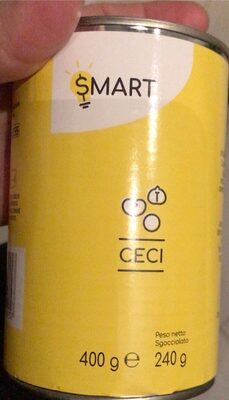 SMART
CECI
Peso netto
Sgocciolato
400 g e 240 g